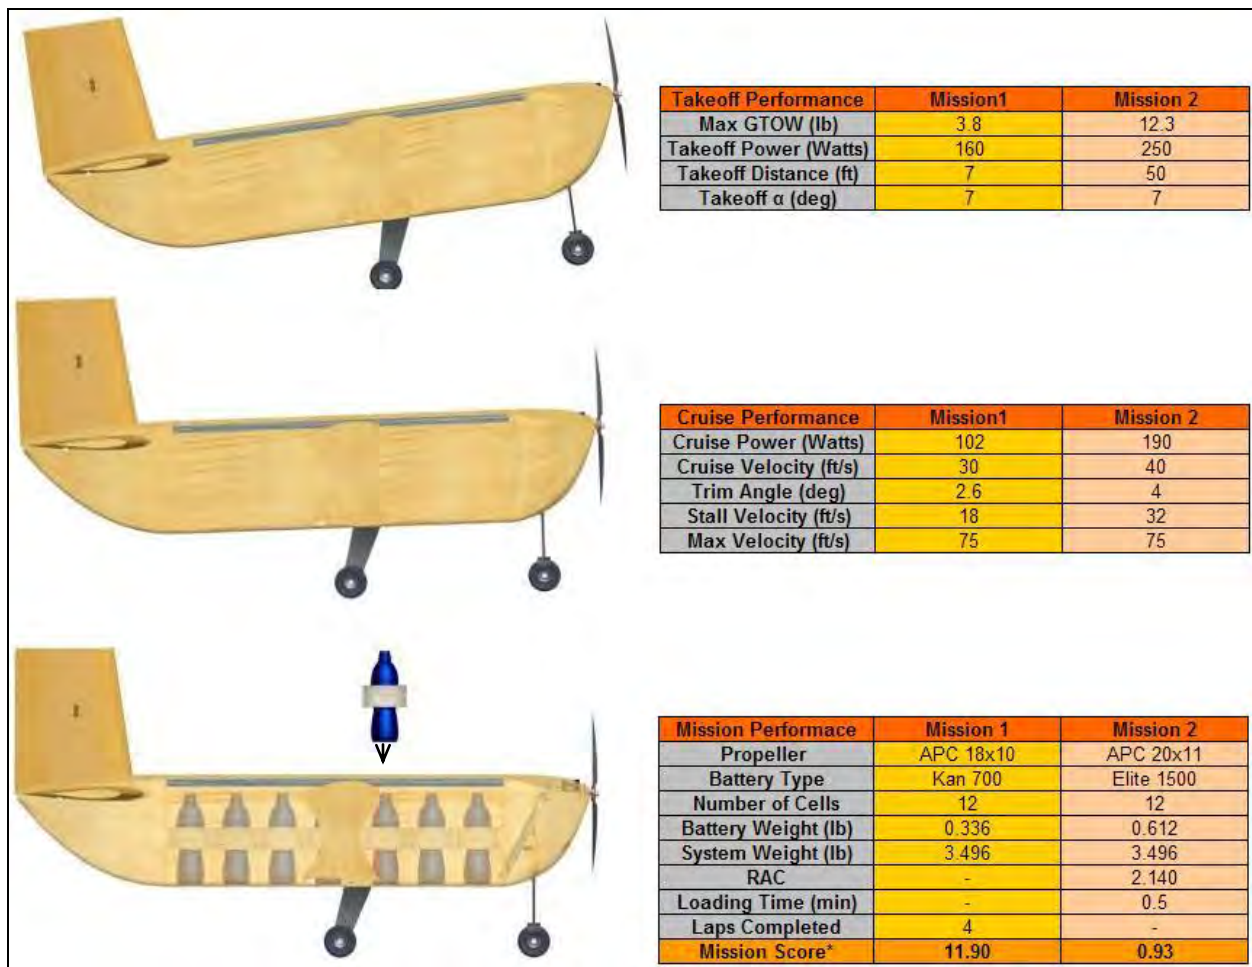 Takeoff Performance Mission1 Mission 2
Max GTOW (lb) 3.8 12.3
Takeoff Power (Watts) 160 250
Takeoff Distance (ft) 7 50
Takeoff α (deg) 7 7
Cruise Performance Mission1 Mission 2
Cruise Power (Watts) 102 190
Cruise Velocity (ft/s) 30 40
Trim Angle (deg) 2.6 4
Stall Velocity (ft/s) 18 32
Max Velocity (ft/s) 75 75
Mission Performace Mission 1 Mission 2
Propeller APC 18x10 APC 20x11
Battery Type Kan 700 Elite 1500
Number of Cells 12 12
Battery Weight (lb) 0.336 0.612
System Weight (lb) 3.496 3.496
RAC - 2.140
Loading Time (min) - 0.5
Laps Completed 4 -
Mission Score* 11.90 0.93